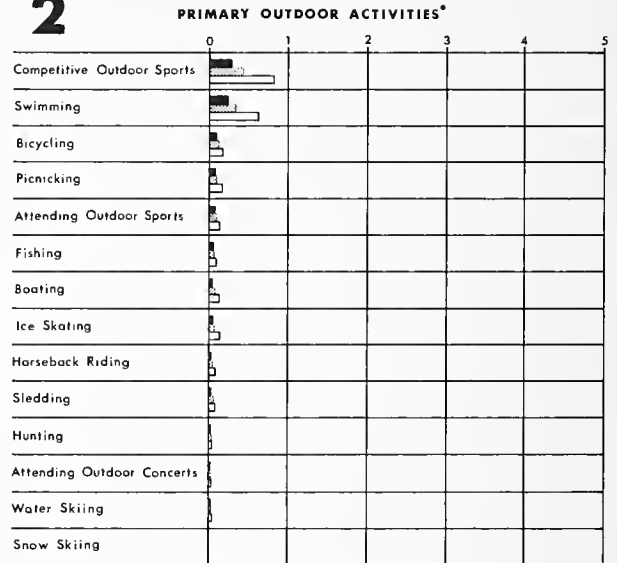 2
PRIMARY OUTDOOR ACTIVITIES*
0 1 2 3 4 5
Competitive Outdoor Sports
Swimming
Bicycling
Picnicking
Attending Outdoor Sports
Fishing
Boating
Ice Skating
Horseback Riding
Sledding
Hunting
Attending Outdoor Concerts
Water Skiing
Snow Skiing